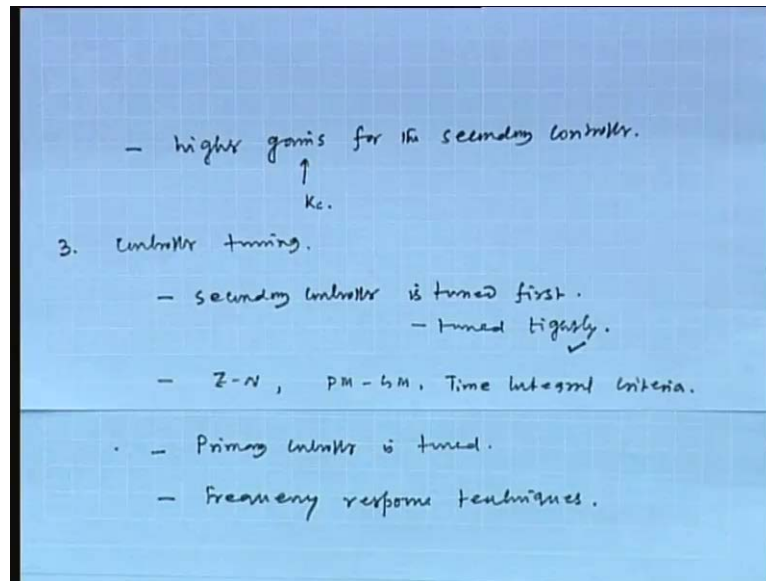 - higher gains for the secondary controller.
↑
Kc.
3. Controller tuning.
- secondary controller is tuned first.
- tuned tightly. ✓
- Z-N, PM-GM, Time Integral Criteria.
- Primary controller is tuned.
- Frequency response techniques.